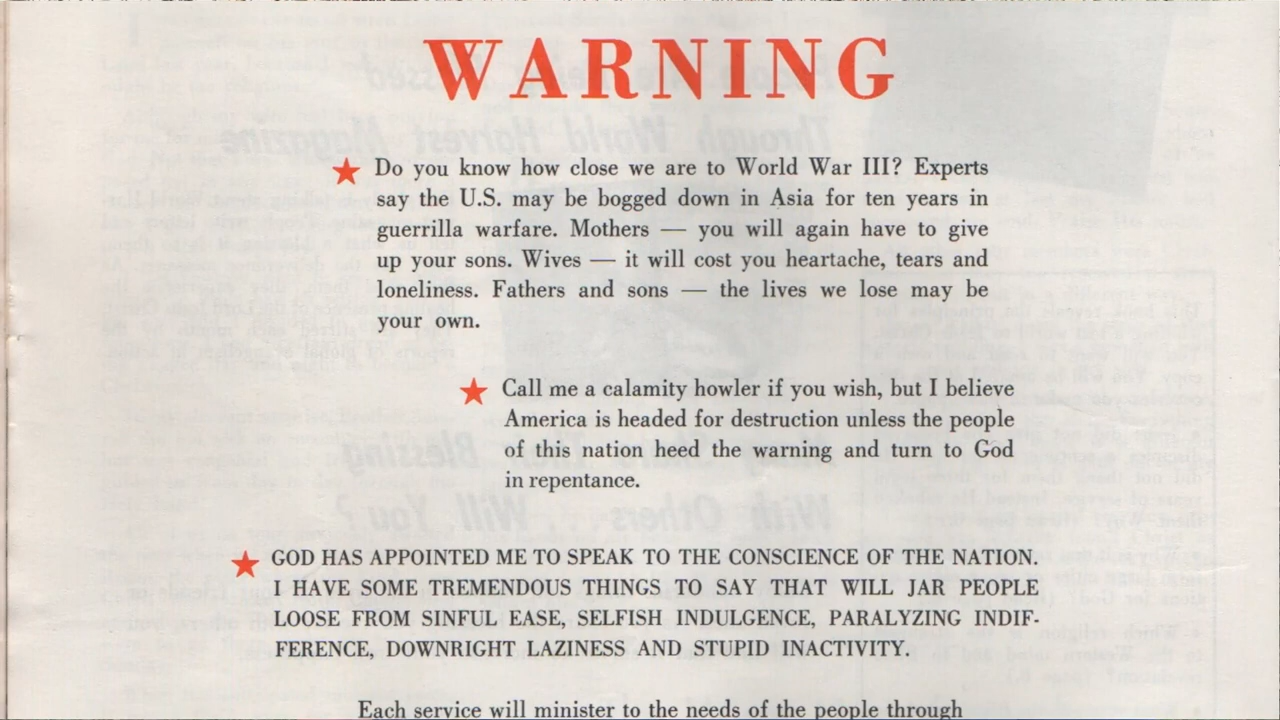 WARNING
Do you know how close we are to World War III? Experts
say the U.S. may be bogged down in Asia for ten years in
guerrilla warfare. Mothers — you will again have to give
up your sons. Wives — it will cost you heartache, tears and
loneliness. Fathers and sons — the lives we lose may be
your own.
Call me a calamity howler if you wish, but I believe
America is headed for destruction unless the people
of this nation heed the warning and turn to God
in repentance.
GOD HAS APPOINTED ME TO SPEAK TO THE CONSCIENCE OF THE NATION.
I HAVE SOME TREMENDOUS THINGS TO SAY THAT WILL JAR PEOPLE
LOOSE FROM SINFUL EASE, SELFISH INDULGENCE, PARALYZING INDIF-
FERENCE, DOWNRIGHT LAZINESS AND STUPID INACTIVITY.
Each service will minister to the needs of the people through